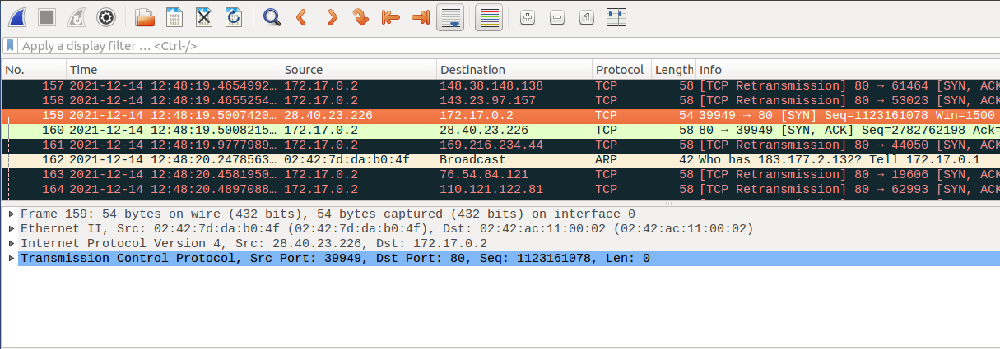 Apply a display filter … <Ctrl-/>
No. Time Source Destination Protocol Length Info
157 2021-12-14 12:48:19.4654992… 172.17.0.2 148.38.148.138 TCP 58 [TCP Retransmission] 80 → 61464 [SYN, ACK
158 2021-12-14 12:48:19.4655254… 172.17.0.2 143.23.97.157 TCP 58 [TCP Retransmission] 80 → 53023 [SYN, ACK
159 2021-12-14 12:48:19.5007420… 28.40.23.226 172.17.0.2 TCP 54 39949 → 80 [SYN] Seq=1123161078 Win=1500
160 2021-12-14 12:48:19.5008215… 172.17.0.2 28.40.23.226 TCP 58 80 → 39949 [SYN, ACK] Seq=2782762198 Ack=
161 2021-12-14 12:48:19.9777989… 172.17.0.2 169.216.234.44 TCP 58 [TCP Retransmission] 80 → 44050 [SYN, ACK
162 2021-12-14 12:48:20.2478563… 02:42:7d:da:b0:4f Broadcast ARP 42 Who has 183.177.2.132? Tell 172.17.0.1
163 2021-12-14 12:48:20.4581950… 172.17.0.2 76.54.84.121 TCP 58 [TCP Retransmission] 80 → 19606 [SYN, ACK
164 2021-12-14 12:48:20.4897088… 172.17.0.2 110.121.122.81 TCP 58 [TCP Retransmission] 80 → 62993 [SYN, ACK
Frame 159: 54 bytes on wire (432 bits), 54 bytes captured (432 bits) on interface 0
Ethernet II, Src: 02:42:7d:da:b0:4f (02:42:7d:da:b0:4f), Dst: 02:42:ac:11:00:02 (02:42:ac:11:00:02)
Internet Protocol Version 4, Src: 28.40.23.226, Dst: 172.17.0.2
Transmission Control Protocol, Src Port: 39949, Dst Port: 80, Seq: 1123161078, Len: 0